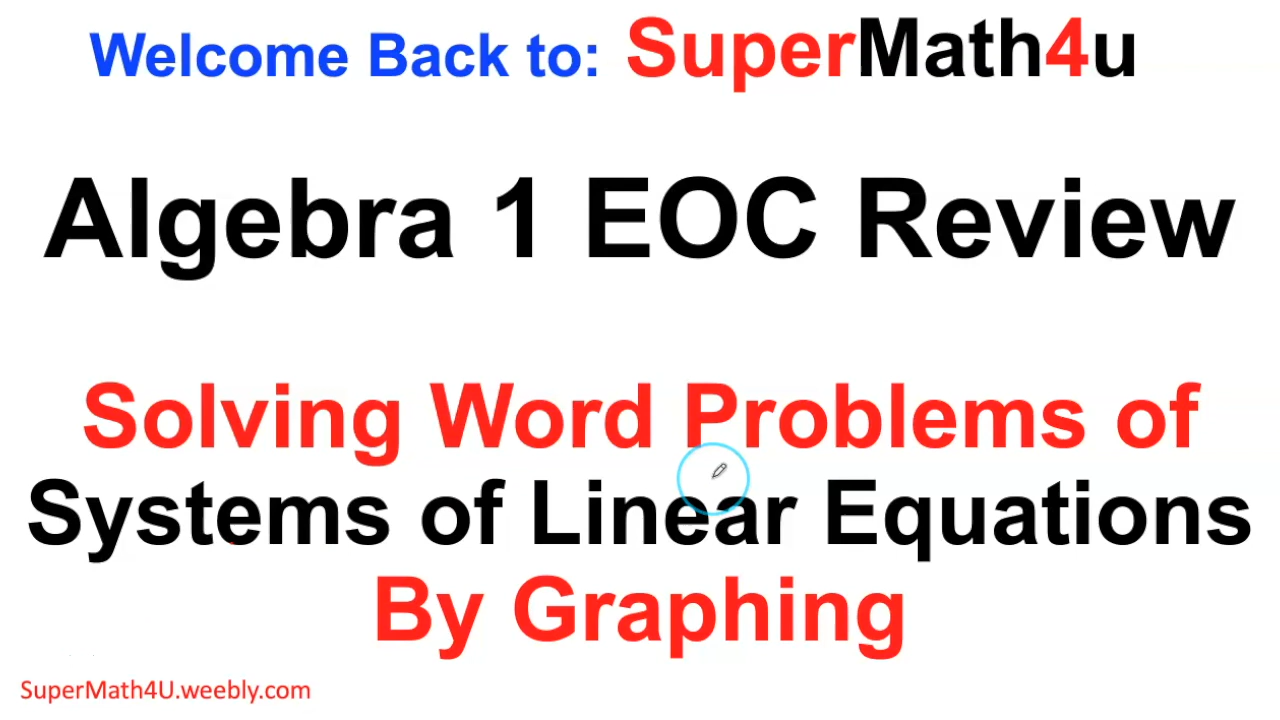 Welcome Back to: SuperMath4u
Algebra 1 EOC Review
Solving Word Problems of
Systems of Linear Equations
By Graphing
SuperMath4U.weebly.com